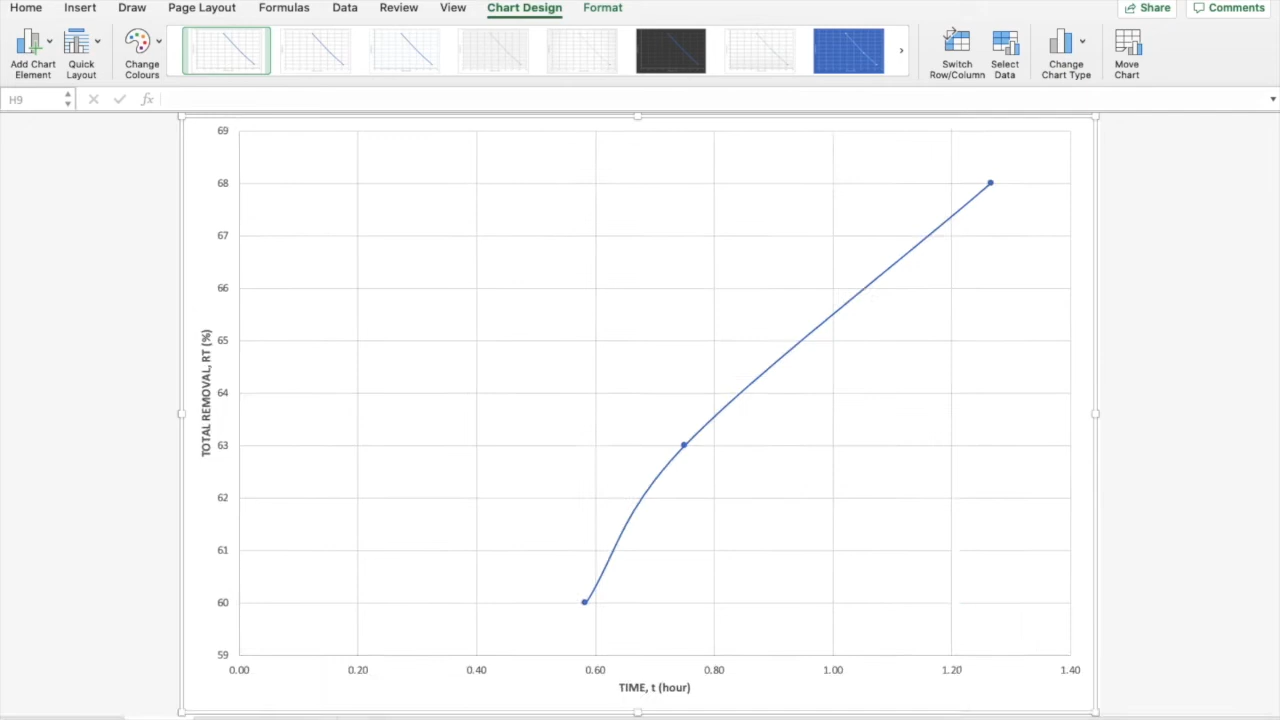 Home Insert Draw Page Layout Formulas Data Review View Chart Design Format Share Comments
Add Chart Element Quick Layout Change Colours Switch Row/Column Select Data Change Chart Type Move Chart
H9 fx
69
68
67
66
65
64
63
62
61
60
59
TOTAL REMOVAL, RT (%)
0.00 0.20 0.40 0.60 0.80 1.00 1.20 1.40
TIME, t (hour)